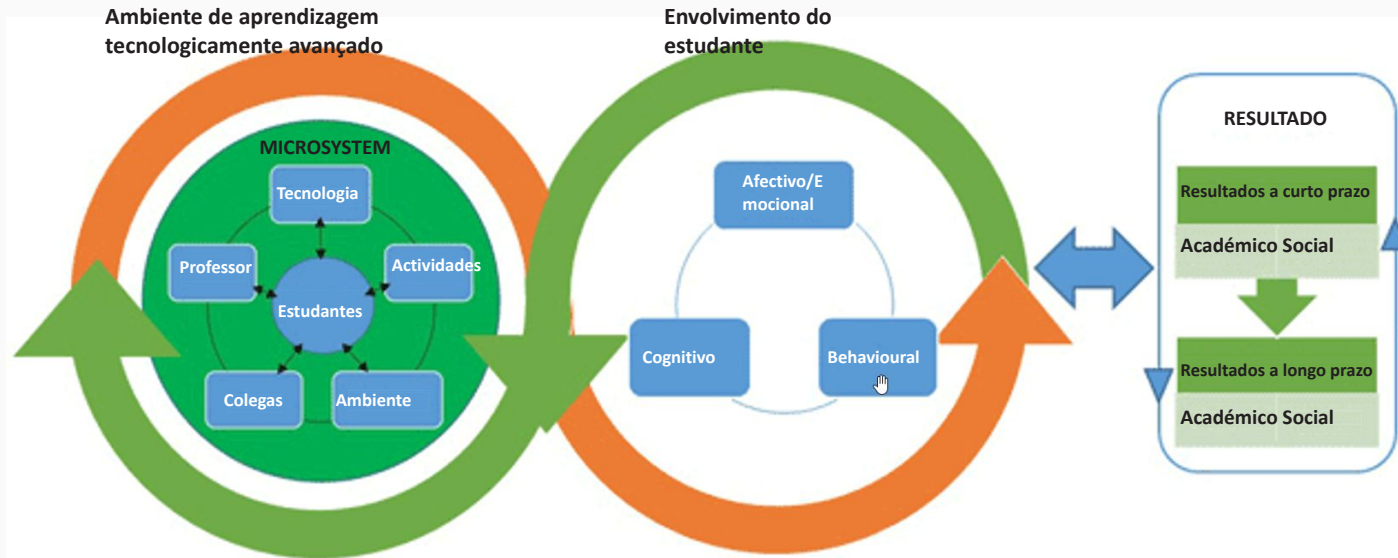 Ambiente de aprendizagem
tecnologicamente avançado
MICROSYSTEM
Tecnologia
Professor
Actividades
Estudantes
Colegas
Ambiente
Envolvimento do
estudante
Afectivo/E
mocional
Cognitivo
Behavioural
RESULTADO
Resultados a curto prazo
Académico Social
Resultados a longo prazo
Académico Social